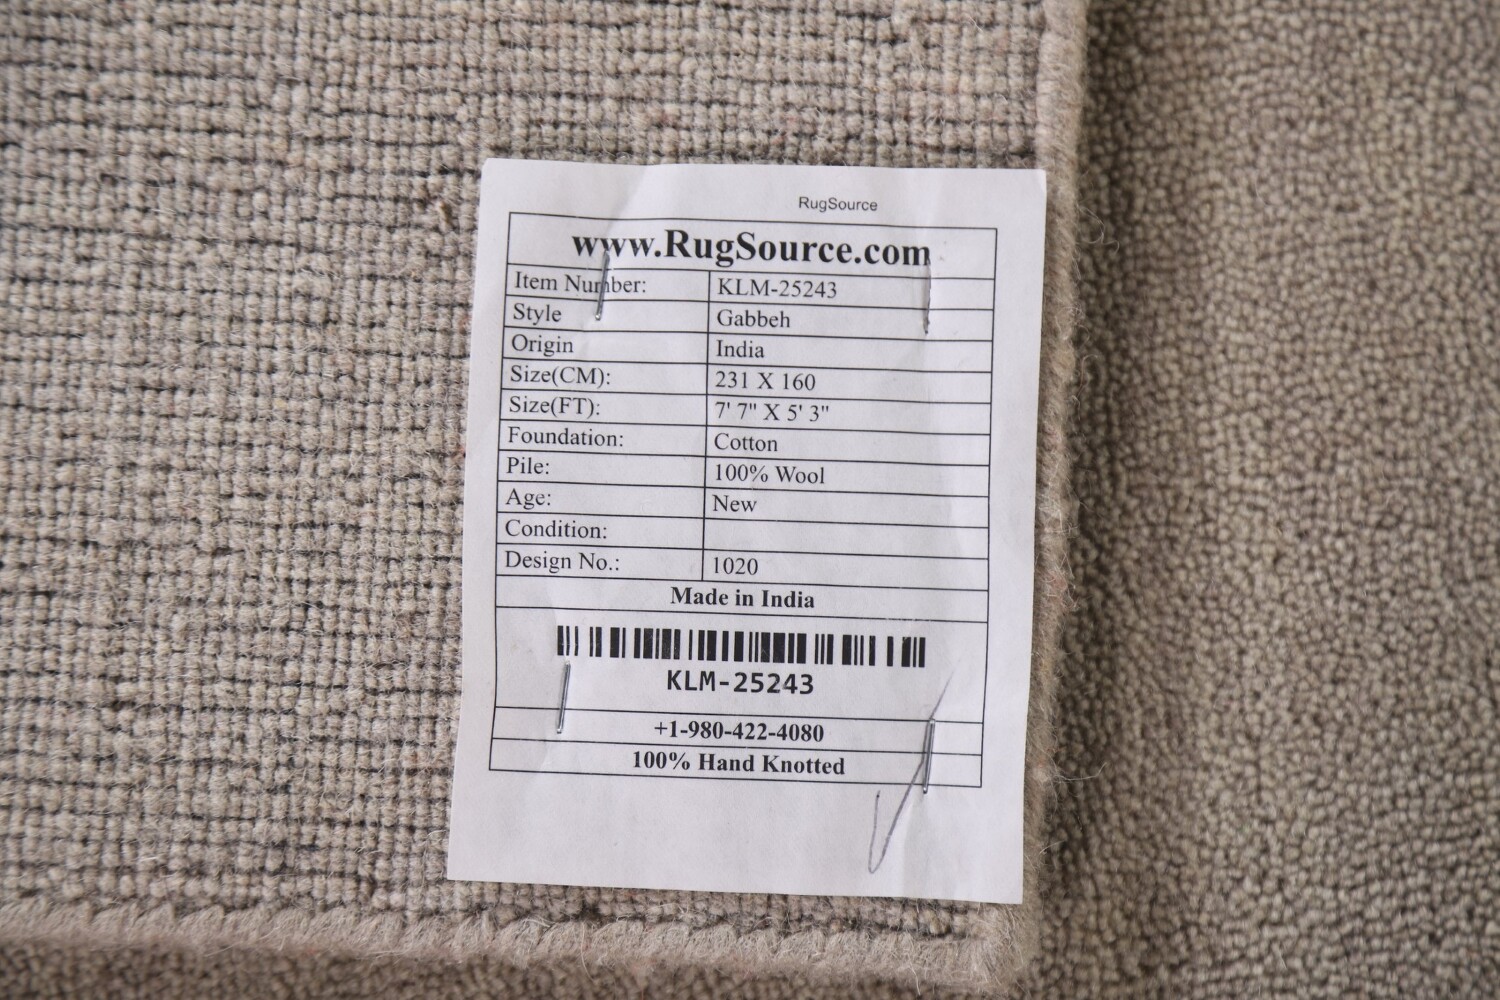 RugSource
www.RugSource.com
Item Number: KLM-25243
Style Gabbeh
Origin India
Size(CM): 231 X 160
Size(FT): 7' 7" X 5' 3"
Foundation: Cotton
Pile: 100% Wool
Age: New
Condition:
Design No.: 1020
Made in India
KLM-25243
+1-980-422-4080
100% Hand Knotted